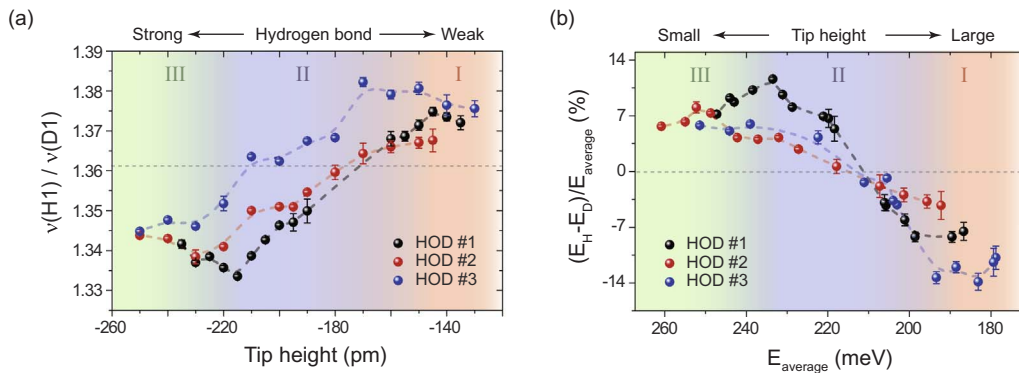 (a)
Strong Hydrogen bond Weak
III II I
ν(H1) / ν(D1)
1.39
1.38
1.37
1.36
1.35
1.34
1.33
HOD #1
HOD #2
HOD #3
-260 -220 -180 -140
Tip height (pm)
(b)
Small Tip height Large
III II I
(E_H-E_D)/E_average (%)
14
7
0
-7
-14
HOD #1
HOD #2
HOD #3
260 240 220 200 180
E_average (meV)